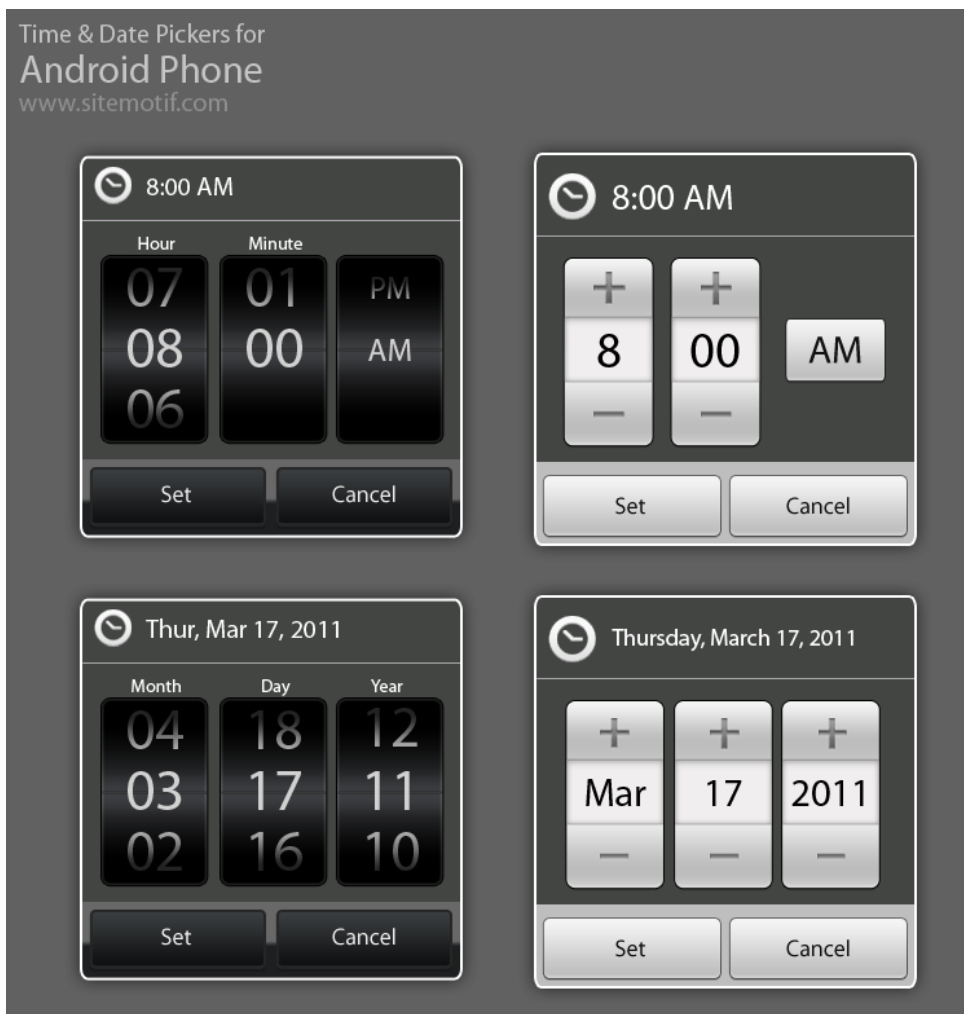 Time & Date Pickers for
Android Phone
www.sitemotif.com
8:00 AM
Hour Minute
07 01 PM
08 00 AM
06
Set Cancel
8:00 AM
+ +
8 00 AM
− −
Set Cancel
Thur, Mar 17, 2011
Month Day Year
04 18 12
03 17 11
02 16 10
Set Cancel
Thursday, March 17, 2011
+ + +
Mar 17 2011
− − −
Set Cancel